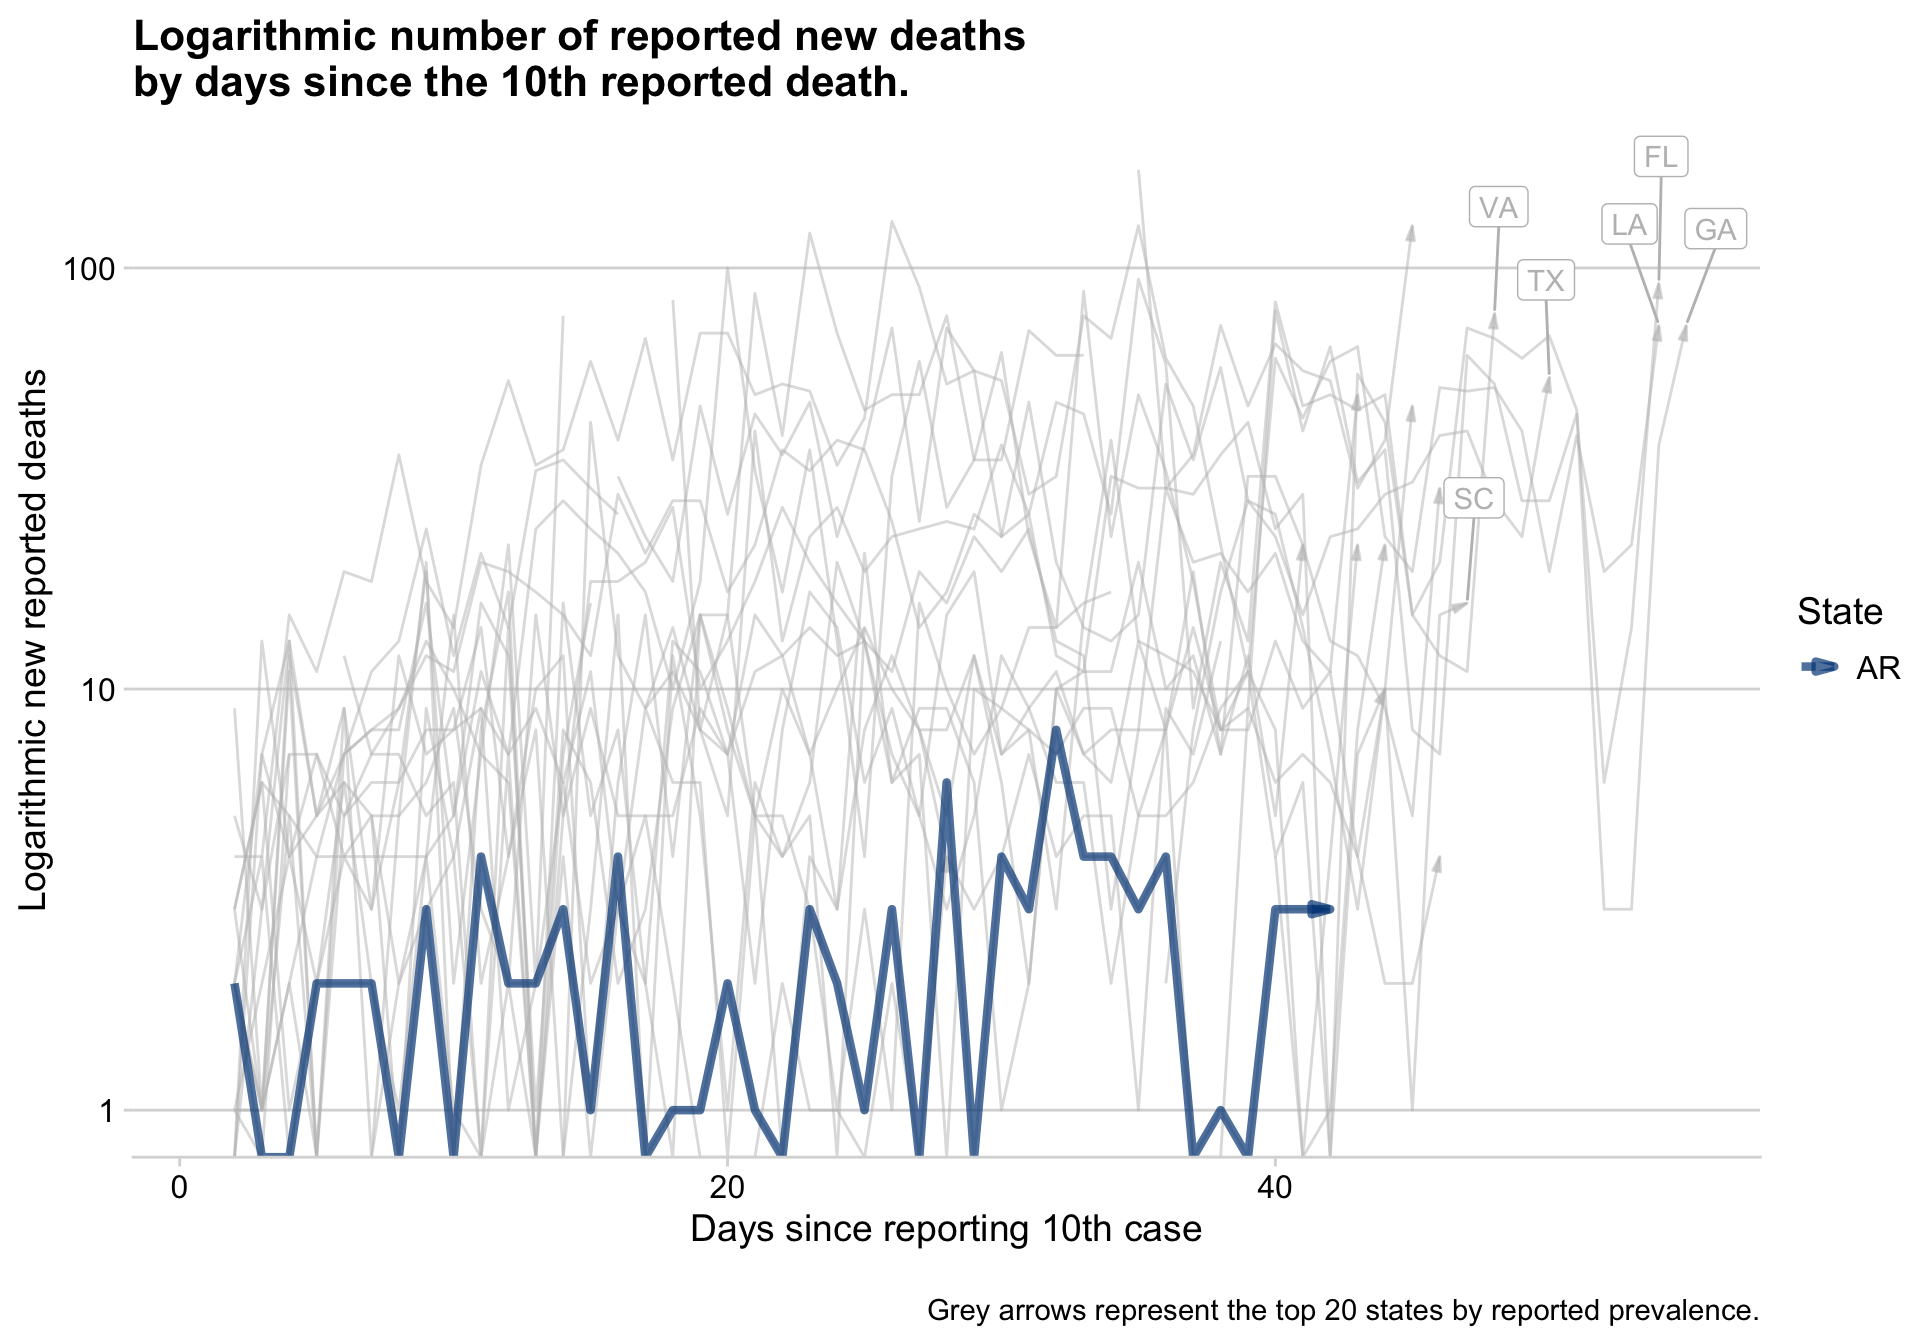 Logarithmic number of reported new deaths
by days since the 10th reported death.
FL
VA
LA
GA
100
TX
SC
State
AR
10
1
Logarithmic new reported deaths
0
20
40
Days since reporting 10th case
Grey arrows represent the top 20 states by reported prevalence.